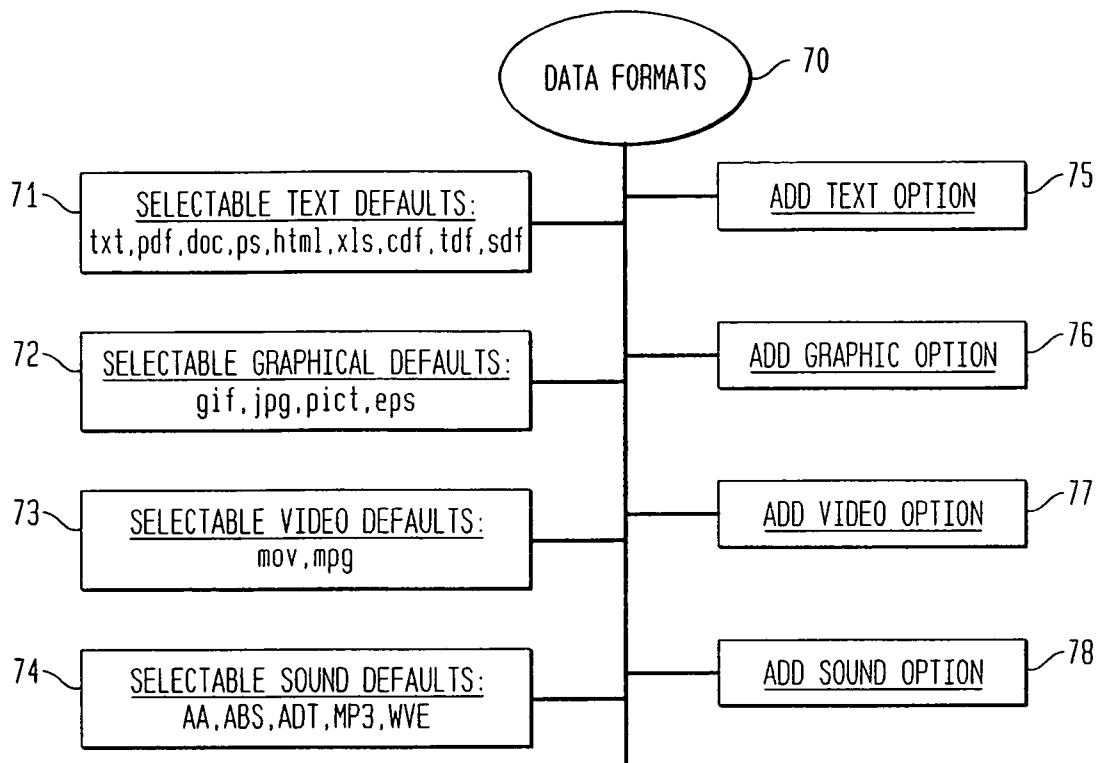 DATA FORMATS
70
71
SELECTABLE TEXT DEFAULTS:
txt,pdf,doc,ps,html,xls,cdf,tdf,sdf
75
ADD TEXT OPTION
72
SELECTABLE GRAPHICAL DEFAULTS:
gif,jpg,pict,eps
76
ADD GRAPHIC OPTION
73
SELECTABLE VIDEO DEFAULTS:
mov,mpg
77
ADD VIDEO OPTION
74
SELECTABLE SOUND DEFAULTS:
AA,ABS,ADT,MP3,WVE
78
ADD SOUND OPTION